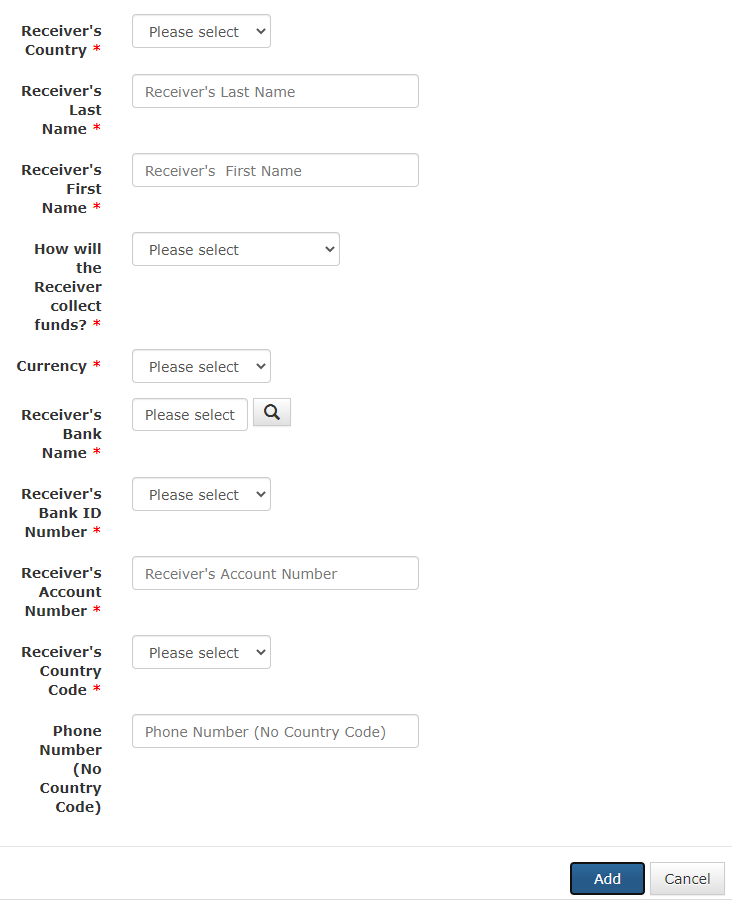 Receiver's
Country *
Please select
Receiver's
Last
Name *
Receiver's Last Name
Receiver's
First
Name *
Receiver's  First Name
How will
the
Receiver
collect
funds? *
Please select
Currency *
Please select
Receiver's
Bank
Name *
Please select
Receiver's
Bank ID
Number *
Please select
Receiver's
Account
Number *
Receiver's Account Number
Receiver's
Country
Code *
Please select
Phone
Number
(No
Country
Code)
Phone Number (No Country Code)
Add
Cancel